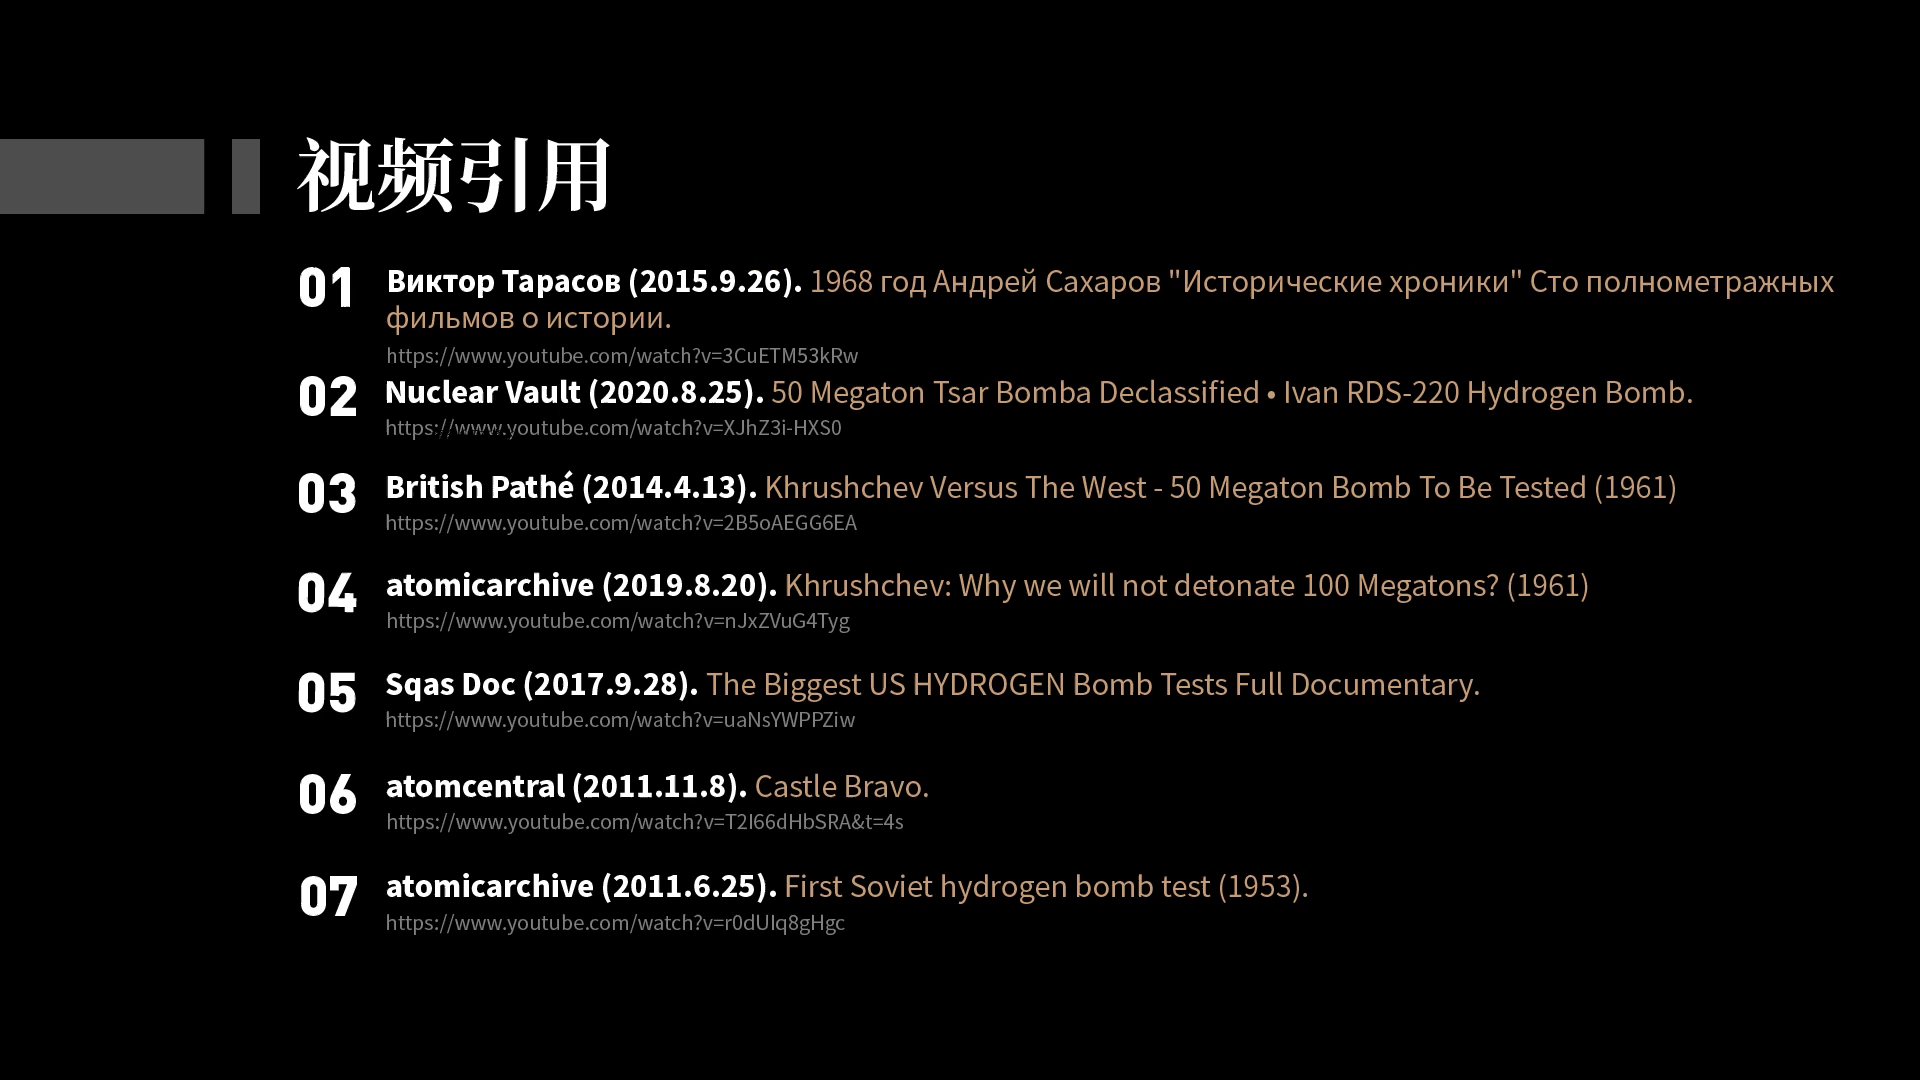 视频引用
01 Виктор Тарасов (2015.9.26). 1968 год Андрей Сахаров "Исторические хроники" Сто полнометражных
фильмов о истории.
https://www.youtube.com/watch?v=3CuETM53kRw
02 Nuclear Vault (2020.8.25). 50 Megaton Tsar Bomba Declassified • Ivan RDS-220 Hydrogen Bomb.
https://www.youtube.com/watch?v=XJhZ3i-HXS0
03 British Pathé (2014.4.13). Khrushchev Versus The West - 50 Megaton Bomb To Be Tested (1961)
https://www.youtube.com/watch?v=2B5oAEGG6EA
04 atomicarchive (2019.8.20). Khrushchev: Why we will not detonate 100 Megatons? (1961)
https://www.youtube.com/watch?v=nJxZVuG4Tyg
05 Sqas Doc (2017.9.28). The Biggest US HYDROGEN Bomb Tests Full Documentary.
https://www.youtube.com/watch?v=uaNsYWPPZiw
06 atomcentral (2011.11.8). Castle Bravo.
https://www.youtube.com/watch?v=T2I66dHbSRA&t=4s
07 atomicarchive (2011.6.25). First Soviet hydrogen bomb test (1953).
https://www.youtube.com/watch?v=r0dUIq8gHgc